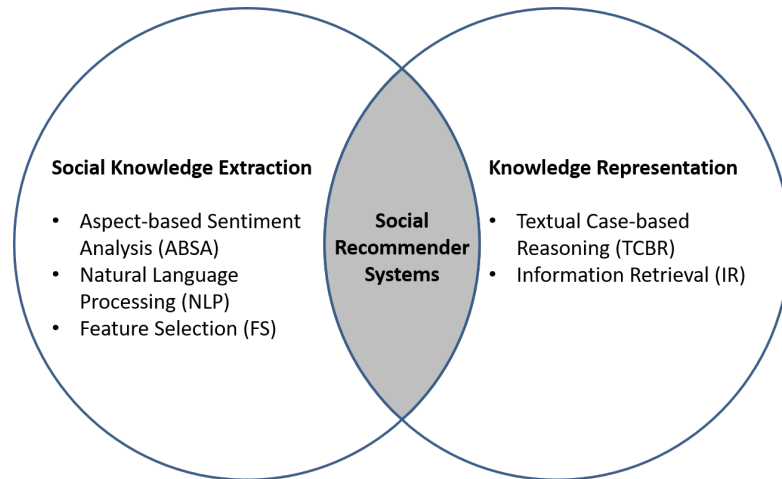 Social Knowledge Extraction
• Aspect-based Sentiment
Analysis (ABSA)
• Natural Language
Processing (NLP)
• Feature Selection (FS)
Social
Recommender
Systems
Knowledge Representation
• Textual Case-based
Reasoning (TCBR)
• Information Retrieval (IR)